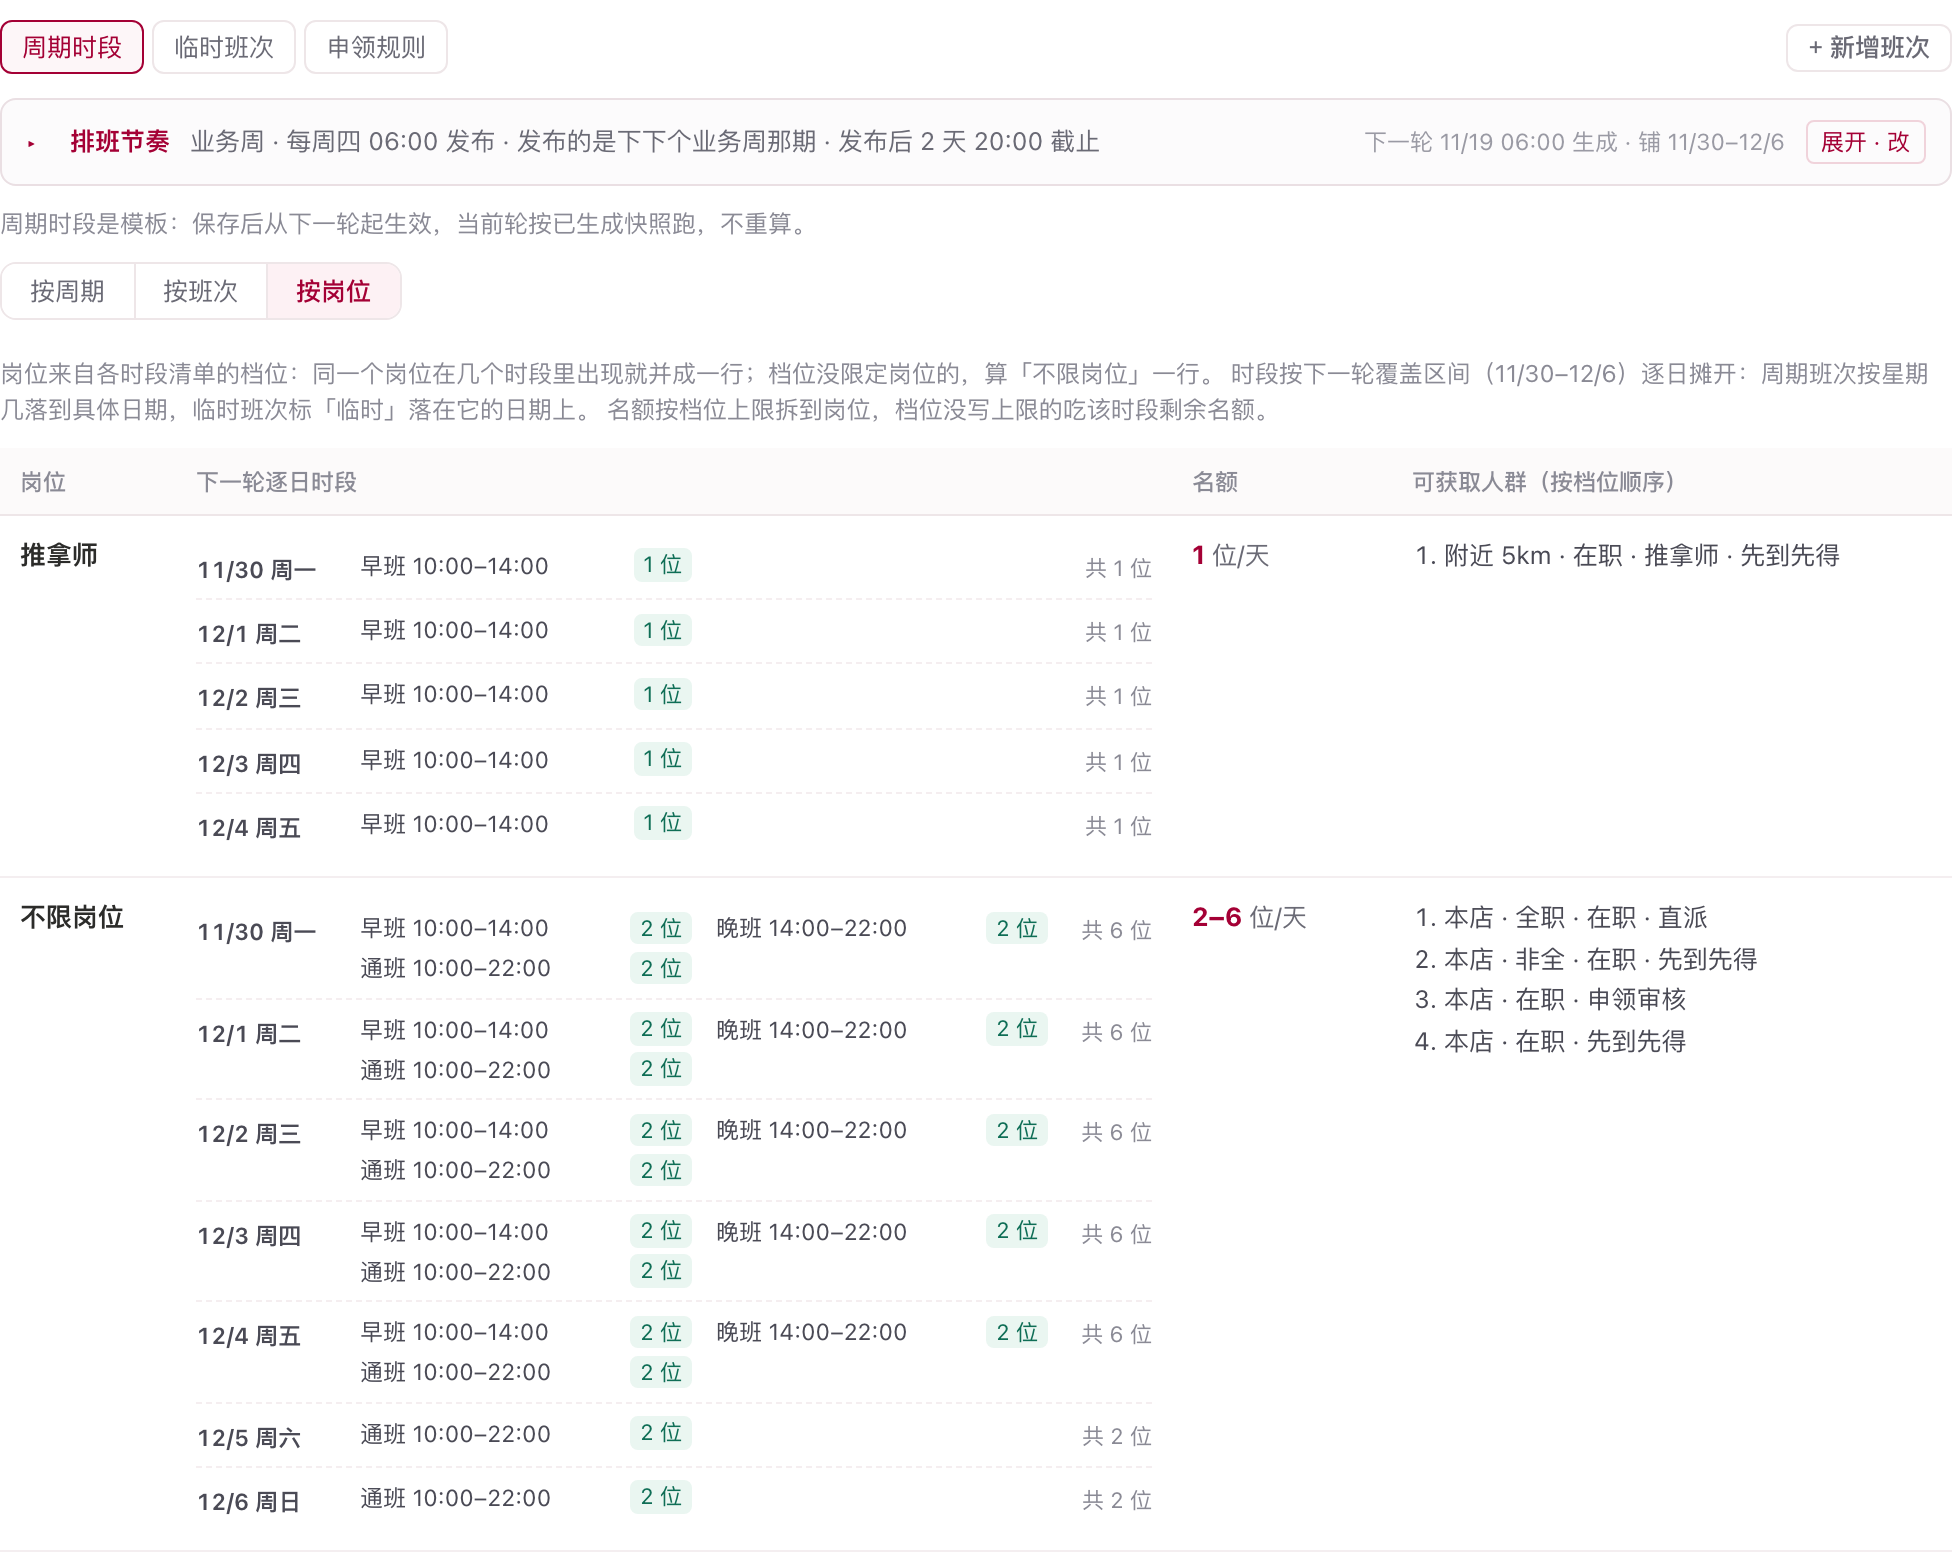 周期时段 临时班次 申领规则 + 新增班次
▸ 排班节奏 业务周 · 每周四 06:00 发布 · 发布的是下下个业务周那期 · 发布后 2 天 20:00 截止 下一轮 11/19 06:00 生成 · 铺 11/30–12/6 展开 · 改
周期时段是模板：保存后从下一轮起生效，当前轮按已生成快照跑，不重算。
按周期 按班次 按岗位
岗位来自各时段清单的档位：同一个岗位在几个时段里出现就并成一行；档位没限定岗位的，算「不限岗位」一行。 时段按下一轮覆盖区间（11/30–12/6）逐日摊开：周期班次按星期
几落到具体日期，临时班次标「临时」落在它的日期上。 名额按档位上限拆到岗位，档位没写上限的吃该时段剩余名额。
岗位 下一轮逐日时段 名额 可获取人群（按档位顺序）
推拿师 11/30 周一 早班 10:00–14:00 1 位 共 1 位 1 位/天 1. 附近 5km · 在职 · 推拿师 · 先到先得
12/1 周二 早班 10:00–14:00 1 位 共 1 位
12/2 周三 早班 10:00–14:00 1 位 共 1 位
12/3 周四 早班 10:00–14:00 1 位 共 1 位
12/4 周五 早班 10:00–14:00 1 位 共 1 位
不限岗位 11/30 周一 早班 10:00–14:00 2 位 晚班 14:00–22:00 2 位 共 6 位 2–6 位/天 1. 本店 · 全职 · 在职 · 直派
通班 10:00–22:00 2 位 2. 本店 · 非全 · 在职 · 先到先得
3. 本店 · 在职 · 申领审核
12/1 周二 早班 10:00–14:00 2 位 晚班 14:00–22:00 2 位 共 6 位 4. 本店 · 在职 · 先到先得
通班 10:00–22:00 2 位
12/2 周三 早班 10:00–14:00 2 位 晚班 14:00–22:00 2 位 共 6 位
通班 10:00–22:00 2 位
12/3 周四 早班 10:00–14:00 2 位 晚班 14:00–22:00 2 位 共 6 位
通班 10:00–22:00 2 位
12/4 周五 早班 10:00–14:00 2 位 晚班 14:00–22:00 2 位 共 6 位
通班 10:00–22:00 2 位
12/5 周六 通班 10:00–22:00 2 位 共 2 位
12/6 周日 通班 10:00–22:00 2 位 共 2 位